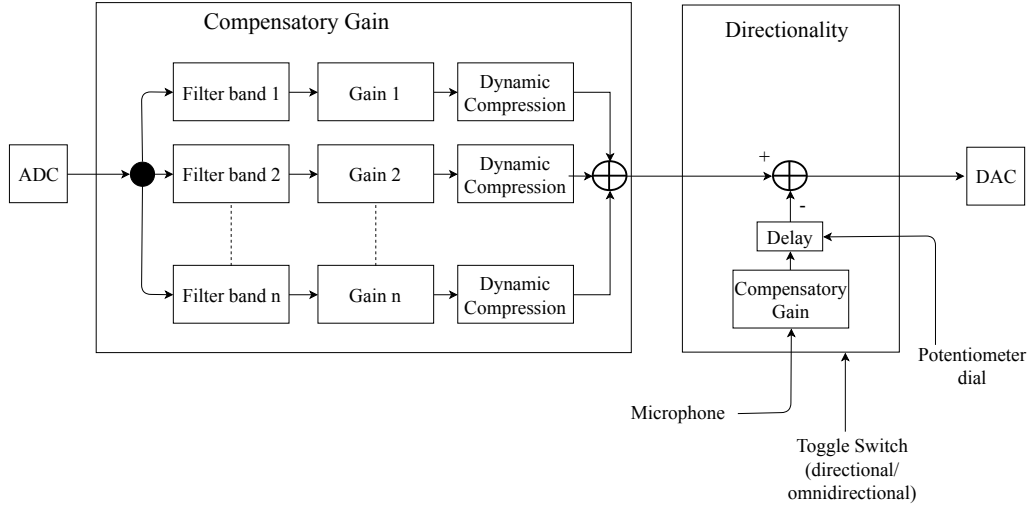 Compensatory Gain
Directionality
Filter band 1
Gain 1
Dynamic
Compression
ADC
Filter band 2
Gain 2
Dynamic
Compression
+
DAC
-
Delay
Filter band n
Gain n
Dynamic
Compression
Compensatory
Gain
Potentiometer
dial
Microphone
Toggle Switch
(directional/
omnidirectional)